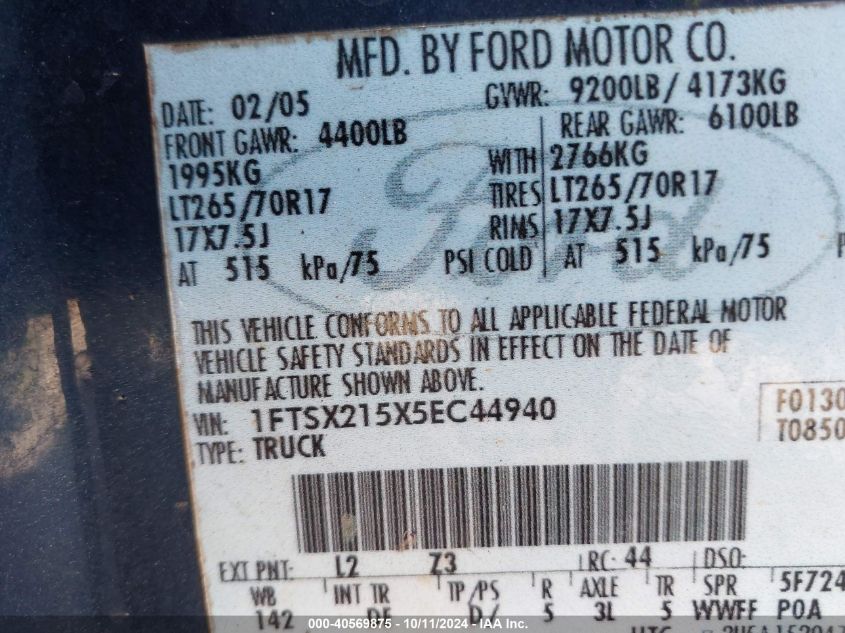 MFD. BY FORD MOTOR CO.
DATE: 02/05 GVWR: 9200LB / 4173KG
FRONT GAWR: 4400LB REAR GAWR: 6100LB
1995KG WITH 2766KG
LT265/70R17 TIRES LT265/70R17
17X7.5J RIMS 17X7.5J
AT 515 kPa/75 PSI COLD AT 515 kPa/75 P
THIS VEHICLE CONFORMS TO ALL APPLICABLE FEDERAL MOTOR
VEHICLE SAFETY STANDARDS IN EFFECT ON THE DATE OF
MANUFACTURE SHOWN ABOVE.
VIN: 1FTSX215X5EC44940 F0130
TYPE: TRUCK T0850
Ford
EXT PNT: L2 Z3 RC: 44 DSO:
WB INT TR TP/PS R AXLE TR SPR 5F724
142 5 3L 5 WWFF POA
000-40569875 - 10/11/2024 - IAAI.COM